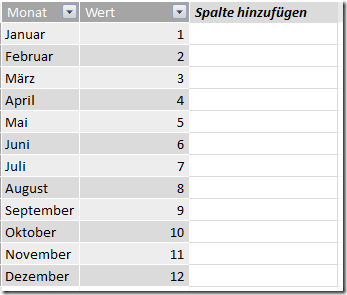 Monat Wert Spalte hinzufügen
Januar 1
Februar 2
März 3
April 4
Mai 5
Juni 6
Juli 7
August 8
September 9
Oktober 10
November 11
Dezember 12